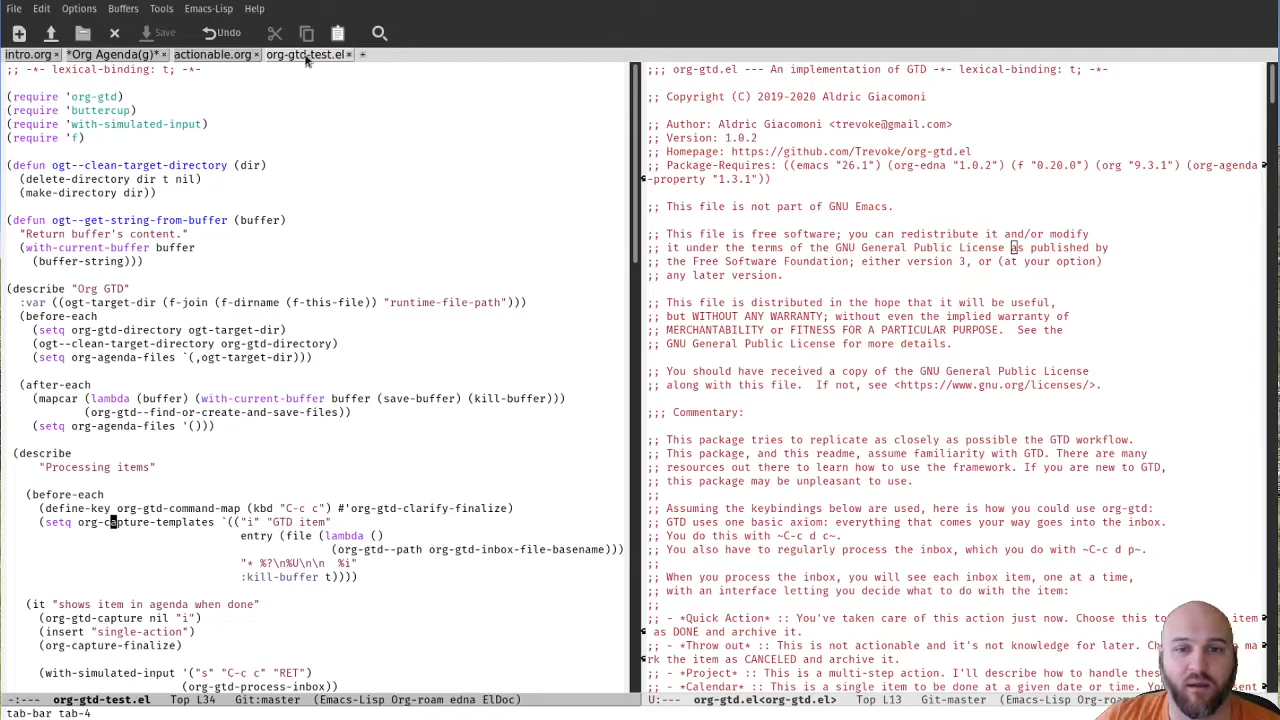 File Edit Options Buffers Tools Emacs-Lisp Help
Save Undo
intro.org × *Org Agenda(g)* × actionable.org × org-gtd-test.el × +
;; -*- lexical-binding: t; -*-
(require 'org-gtd)
(require 'buttercup)
(require 'with-simulated-input)
(require 'f)
(defun ogt--clean-target-directory (dir)
(delete-directory dir t nil)
(make-directory dir))
(defun ogt--get-string-from-buffer (buffer)
"Return buffer's content."
(with-current-buffer buffer
(buffer-string)))
(describe "Org GTD"
:var ((ogt-target-dir (f-join (f-dirname (f-this-file)) "runtime-file-path")))
(before-each
(setq org-gtd-directory ogt-target-dir)
(ogt--clean-target-directory org-gtd-directory)
(setq org-agenda-files `(,ogt-target-dir)))
(after-each
(mapcar (lambda (buffer) (with-current-buffer buffer (save-buffer) (kill-buffer)))
(org-gtd--find-or-create-and-save-files))
(setq org-agenda-files '()))
(describe
"Processing items"
(before-each
(define-key org-gtd-command-map (kbd "C-c c") #'org-gtd-clarify-finalize)
(setq org-capture-templates `(("i" "GTD item"
entry (file (lambda ()
(org-gtd--path org-gtd-inbox-file-basename)))
"* %?\n%U\n\n  %i"
:kill-buffer t))))
(it "shows item in agenda when done"
(org-gtd-capture nil "i")
(insert "single-action")
(org-capture-finalize)
(with-simulated-input '("s" "C-c c" "RET")
(org-gtd-process-inbox))
-:--- org-gtd-test.el Top L34 Git:master (Emacs-Lisp Org-roam edna ElDoc)
;;; org-gtd.el --- An implementation of GTD -*- lexical-binding: t; -*-
;; Copyright (C) 2019-2020 Aldric Giacomoni
;; Author: Aldric Giacomoni <trevoke@gmail.com>
;; Version: 1.0.2
;; Homepage: https://github.com/Trevoke/org-gtd.el
;; Package-Requires: ((emacs "26.1") (org-edna "1.0.2") (f "0.20.0") (org "9.3.1") (org-agenda
-property "1.3.1"))
;; This file is not part of GNU Emacs.
;; This file is free software; you can redistribute it and/or modify
;; it under the terms of the GNU General Public License as published by
;; the Free Software Foundation; either version 3, or (at your option)
;; any later version.
;; This file is distributed in the hope that it will be useful,
;; but WITHOUT ANY WARRANTY; without even the implied warranty of
;; MERCHANTABILITY or FITNESS FOR A PARTICULAR PURPOSE.  See the
;; GNU General Public License for more details.
;; You should have received a copy of the GNU General Public License
;; along with this file.  If not, see <https://www.gnu.org/licenses/>.
;;; Commentary:
;; This package tries to replicate as closely as possible the GTD workflow.
;; This package, and this readme, assume familiarity with GTD. There are many
;; resources out there to learn how to use the framework. If you are new to GTD,
;; this package may be unpleasant to use.
;;
;; Assuming the keybindings below are used, here is how you could use org-gtd:
;; GTD uses one basic axiom: everything that comes your way goes into the inbox.
;; You do this with ~C-c d c~.
;; You also have to regularly process the inbox, which you do with ~C-c d p~.
;; When you process the inbox, you will see each inbox item, one at a time,
;; with an interface letting you decide what to do with the item:
;;
;; - *Quick Action* :: You've taken care of this action just now. Choose this to item
as DONE and archive it.
;; - *Throw out* :: This is not actionable and it's not knowledge for later. ma
rk the item as CANCELED and archive it.
;; - *Project* :: This is a multi-step action. I'll describe how to handle these
;; - *Calendar* :: This is a single item to be done at a given date or time. sent
U:--- org-gtd.el<org-gtd.el> Top L13 Git-master (Emacs-Lisp Org-roam
tab-bar tab-4